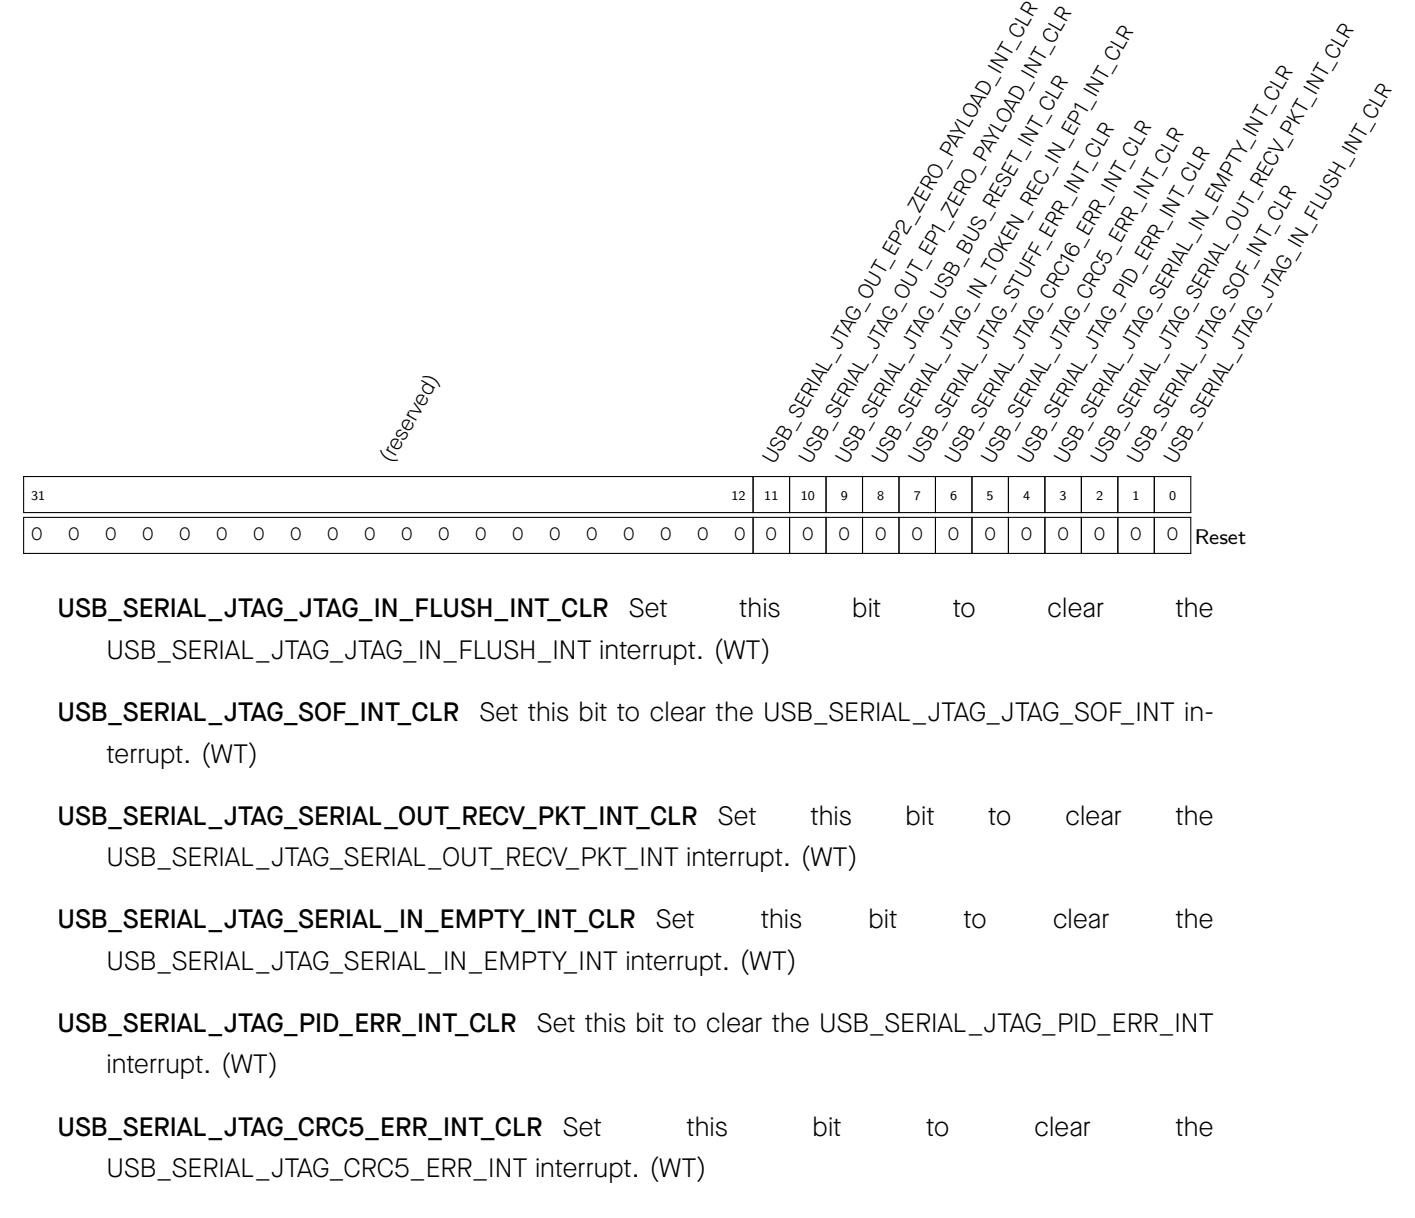 (reserved)
USB_SERIAL_JTAG_OUT_EP2_ZERO_PAYLOAD_INT_CLR
USB_SERIAL_JTAG_OUT_EP1_ZERO_PAYLOAD_INT_CLR
USB_SERIAL_JTAG_USB_BUS_RESET_INT_CLR
USB_SERIAL_JTAG_IN_TOKEN_REC_IN_EP1_INT_CLR
USB_SERIAL_JTAG_STUFF_ERR_INT_CLR
USB_SERIAL_JTAG_CRC16_ERR_INT_CLR
USB_SERIAL_JTAG_CRC5_ERR_INT_CLR
USB_SERIAL_JTAG_PID_ERR_INT_CLR
USB_SERIAL_JTAG_SERIAL_IN_EMPTY_INT_CLR
USB_SERIAL_JTAG_SERIAL_OUT_RECV_PKT_INT_CLR
USB_SERIAL_JTAG_SOF_INT_CLR
USB_SERIAL_JTAG_JTAG_IN_FLUSH_INT_CLR
31 12 11 10 9 8 7 6 5 4 3 2 1 0
0 0 0 0 0 0 0 0 0 0 0 0 0 0 0 0 0 0 0 0 0 0 0 0 0 0 0 0 0 0 0 0 Reset
USB_SERIAL_JTAG_JTAG_IN_FLUSH_INT_CLR Set this bit to clear the
USB_SERIAL_JTAG_JTAG_IN_FLUSH_INT interrupt. (WT)
USB_SERIAL_JTAG_SOF_INT_CLR Set this bit to clear the USB_SERIAL_JTAG_JTAG_SOF_INT in-
terrupt. (WT)
USB_SERIAL_JTAG_SERIAL_OUT_RECV_PKT_INT_CLR Set this bit to clear the
USB_SERIAL_JTAG_SERIAL_OUT_RECV_PKT_INT interrupt. (WT)
USB_SERIAL_JTAG_SERIAL_IN_EMPTY_INT_CLR Set this bit to clear the
USB_SERIAL_JTAG_SERIAL_IN_EMPTY_INT interrupt. (WT)
USB_SERIAL_JTAG_PID_ERR_INT_CLR Set this bit to clear the USB_SERIAL_JTAG_PID_ERR_INT
interrupt. (WT)
USB_SERIAL_JTAG_CRC5_ERR_INT_CLR Set this bit to clear the
USB_SERIAL_JTAG_CRC5_ERR_INT interrupt. (WT)